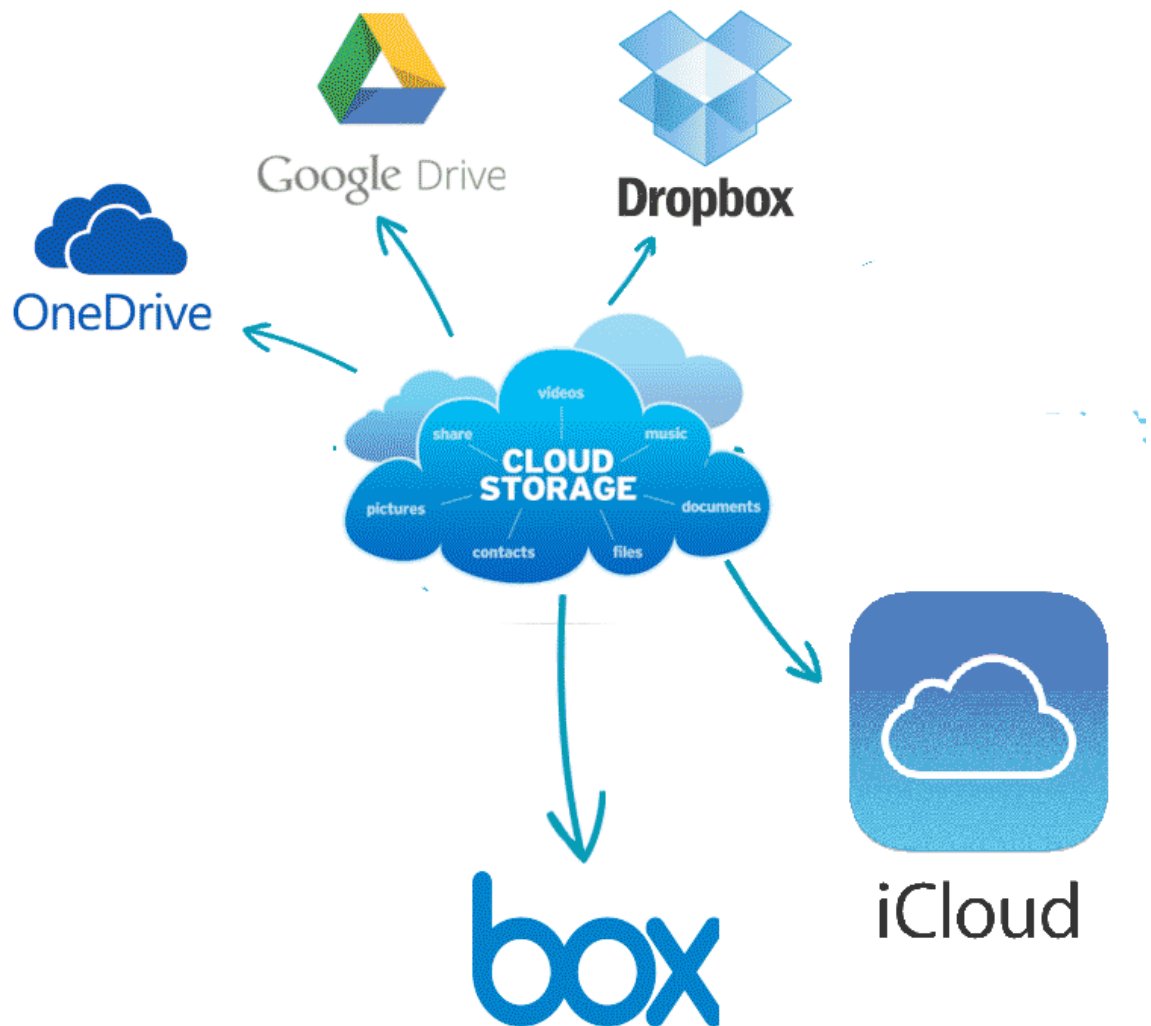 Google Drive
Dropbox
OneDrive
videos
share
music
CLOUD
STORAGE
pictures
documents
contacts
files
iCloud
box